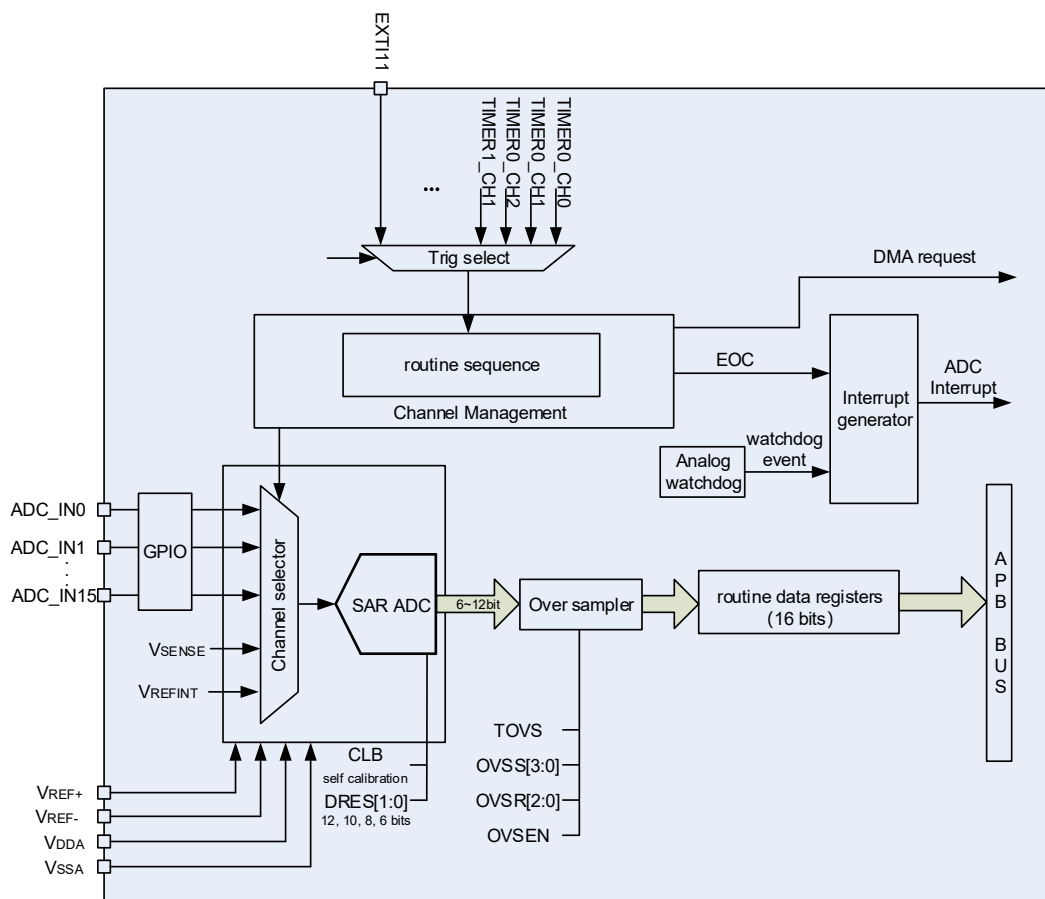 EXTI11
TIMER1_CH1
TIMER0_CH2
TIMER0_CH1
TIMER0_CH0
...
Trig select
DMA request
routine sequence
Channel Management
EOC
Interrupt
generator
ADC
Interrupt
Analog
watchdog
watchdog
event
ADC_IN0
ADC_IN1
ADC_IN15
GPIO
Channel selector
VSENSE
VREFINT
SAR ADC
6~12bit
Over sampler
routine data registers
(16 bits)
APB BUS
CLB
self calibration
DRES[1:0]
12, 10, 8, 6 bits
TOVS
OVSS[3:0]
OVSR[2:0]
OVSEN
VREF+
VREF-
VDDA
VSSA